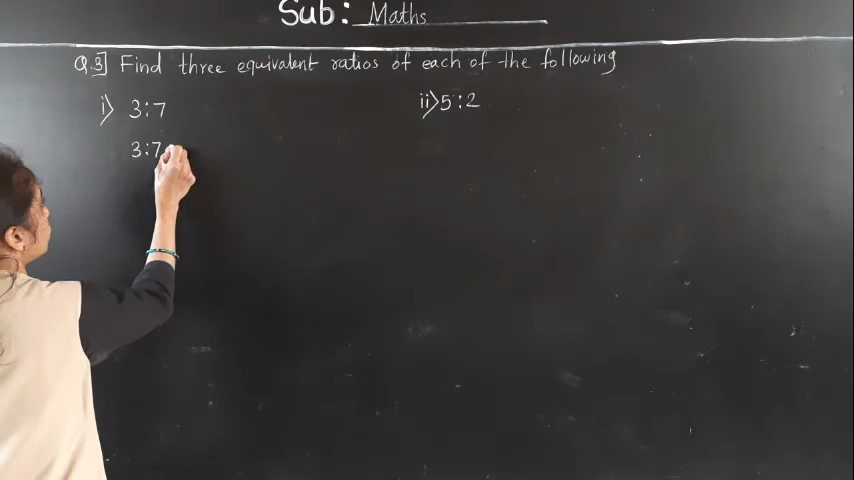 Sub: Maths
Q.3] Find three equivalent ratios of each of the following
i) 3:7
ii) 5:2
3:7